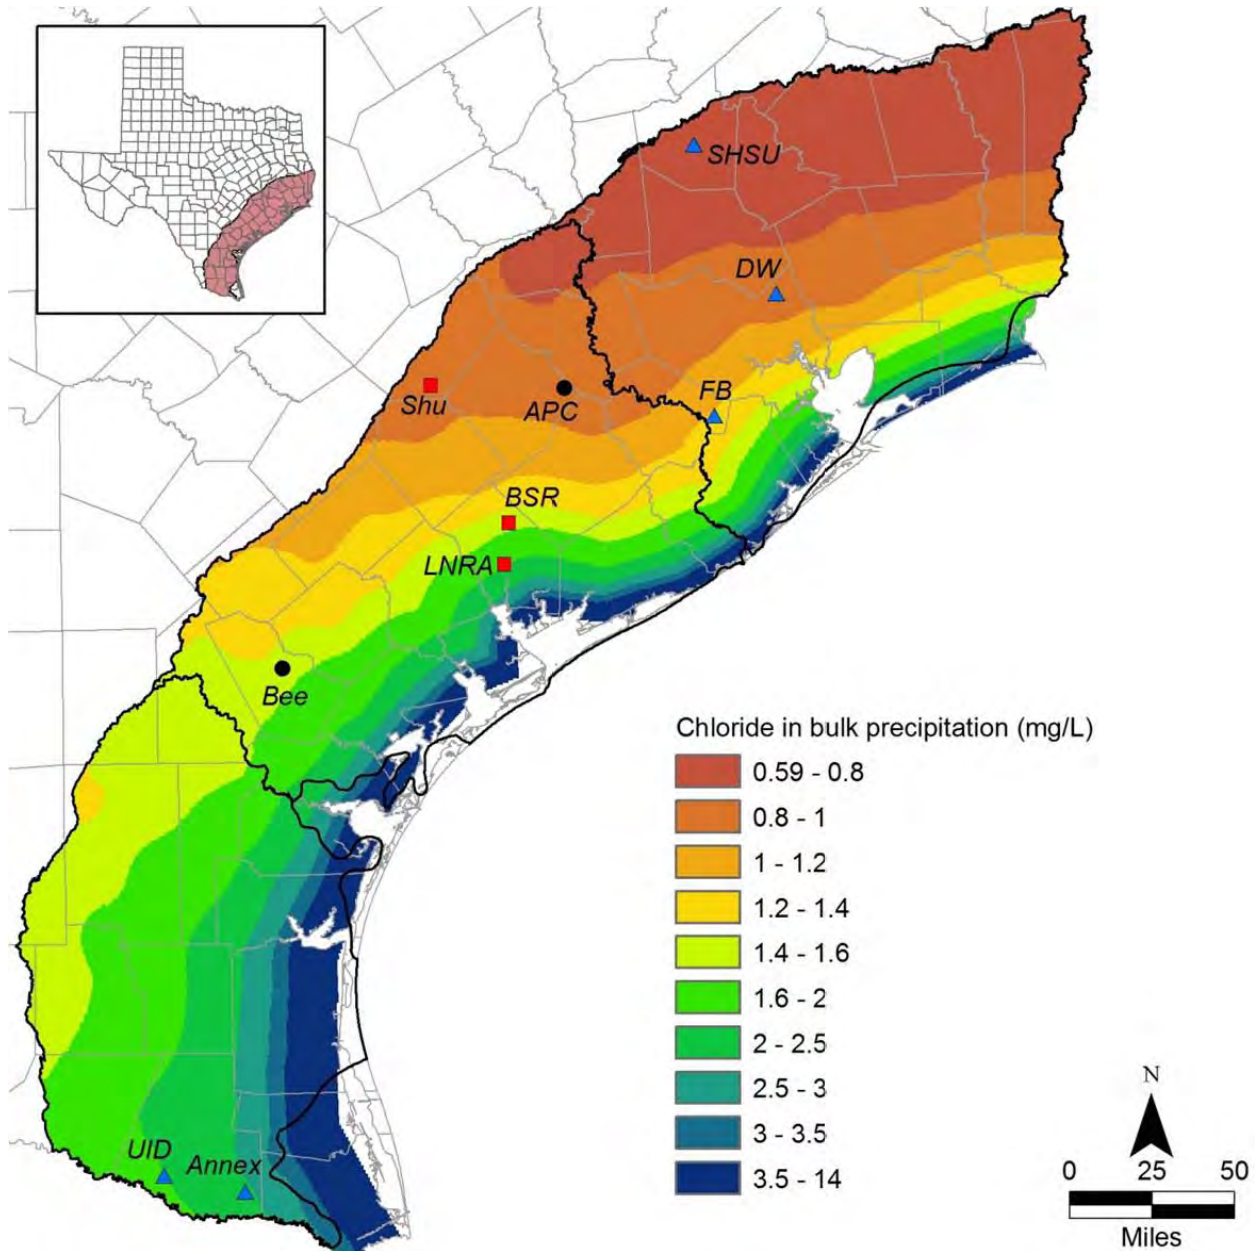 SHSU
DW
Shu
APC
FB
BSR
LNRA
Bee
UID
Annex
Chloride in bulk precipitation (mg/L)
0.59 - 0.8
0.8 - 1
1 - 1.2
1.2 - 1.4
1.4 - 1.6
1.6 - 2
2 - 2.5
2.5 - 3
3 - 3.5
3.5 - 14
N
0 25 50
Miles